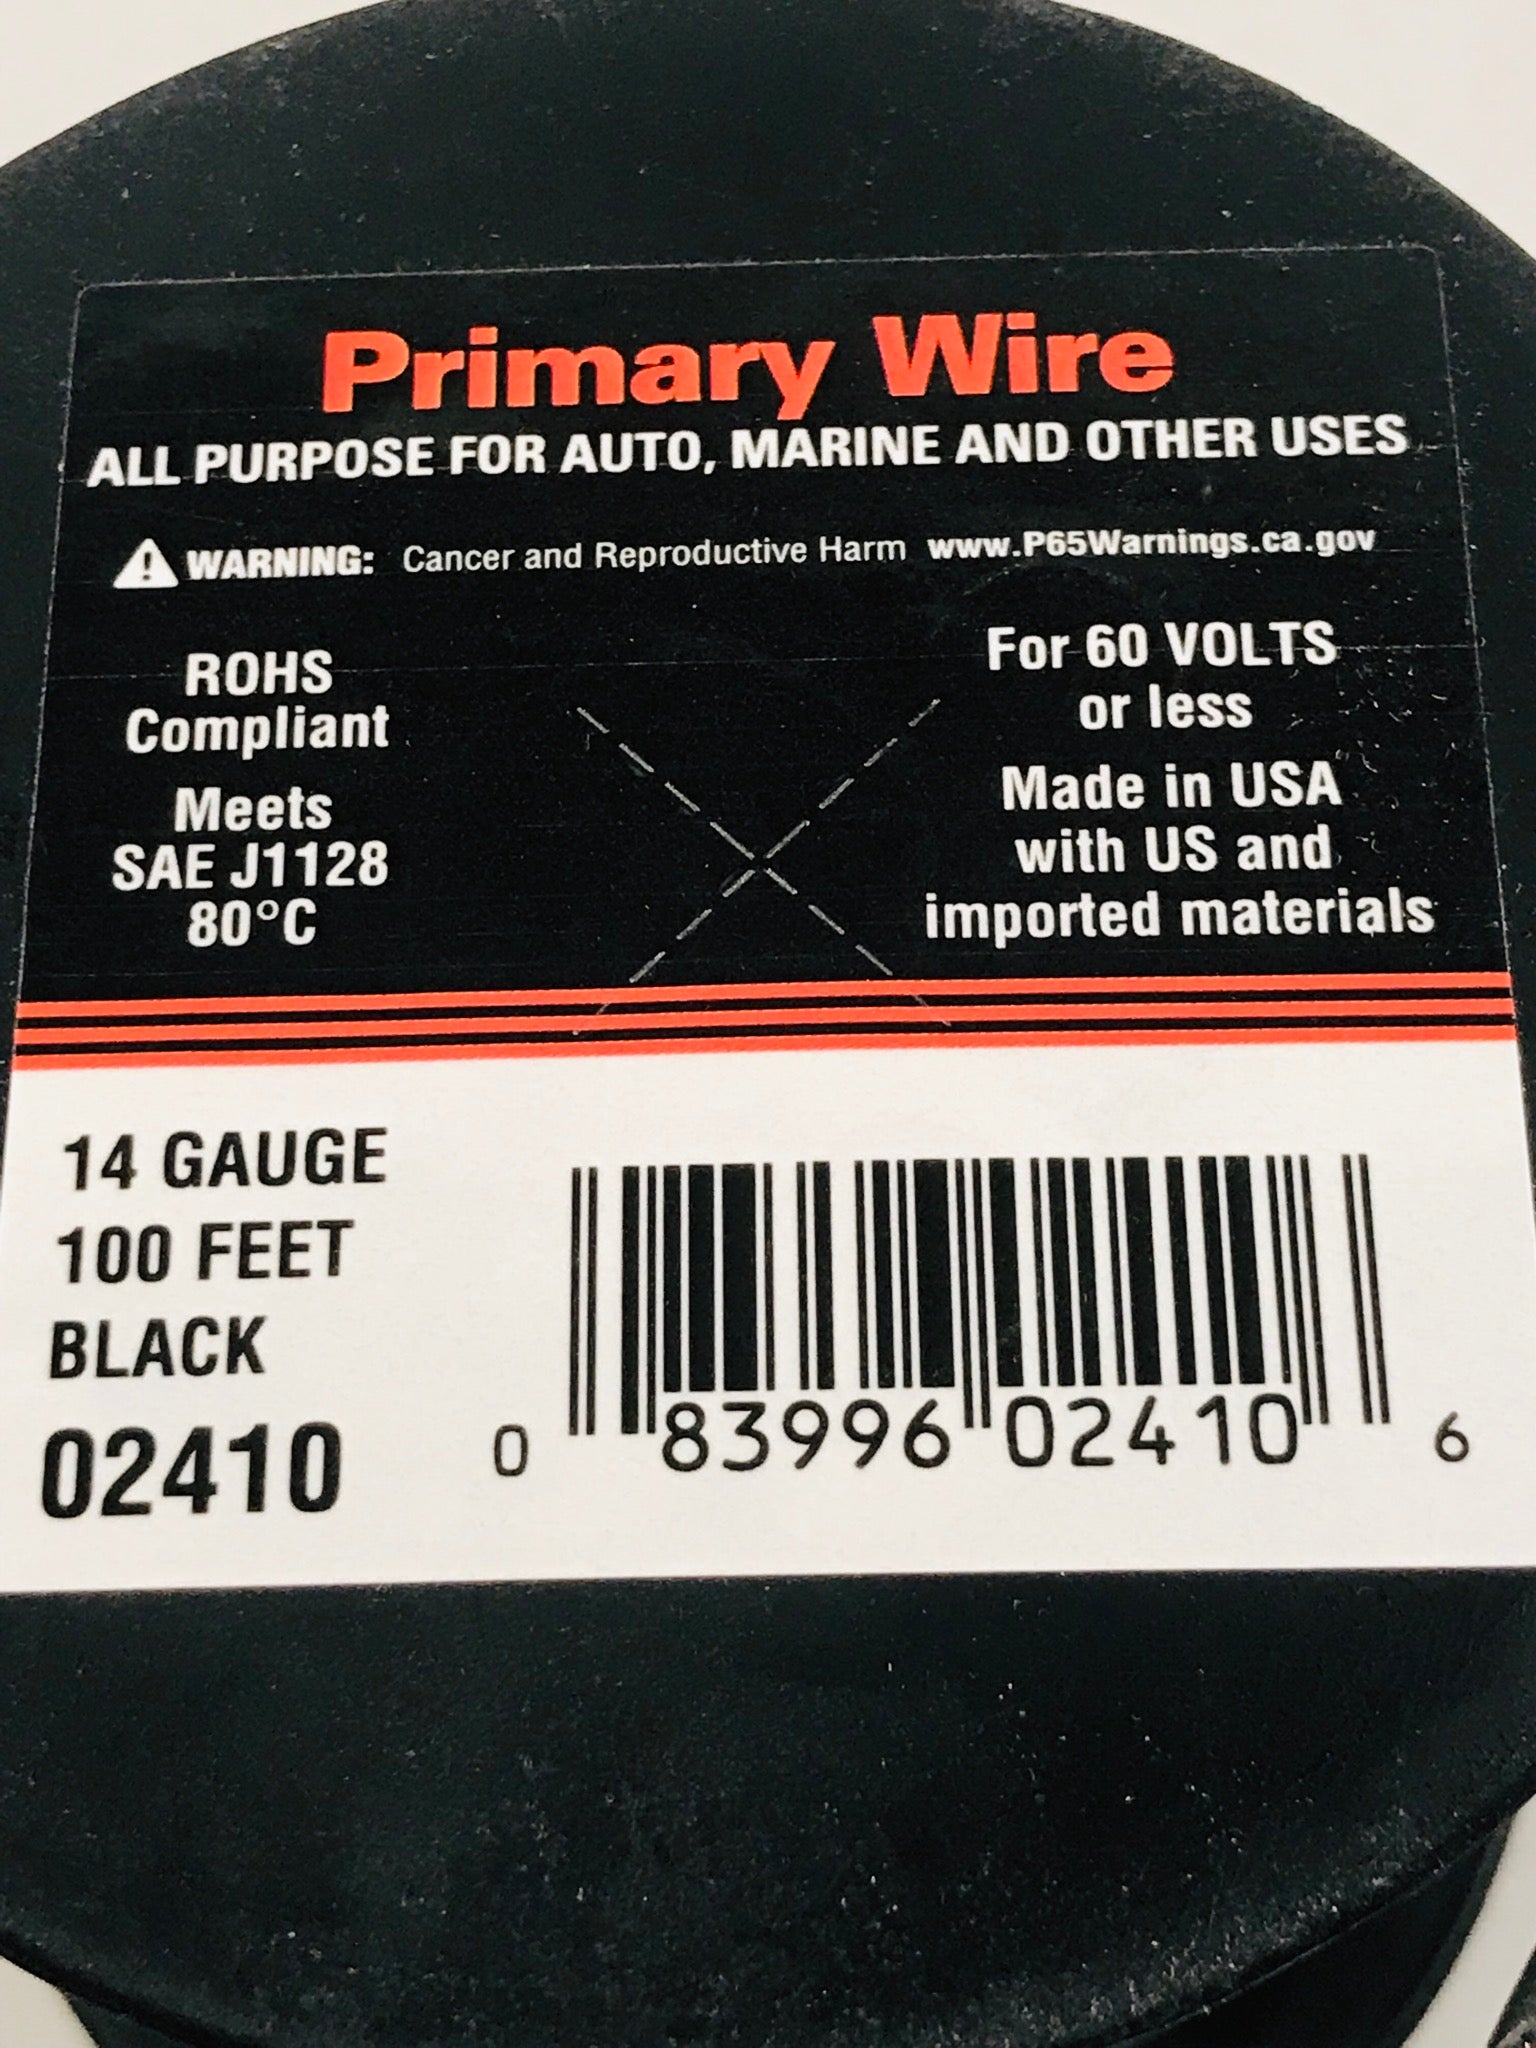 Primary Wire
ALL PURPOSE FOR AUTO, MARINE AND OTHER USES
WARNING: Cancer and Reproductive Harm www.P65Warnings.ca.gov
ROHS
Compliant
Meets
SAE J1128
80°C
For 60 VOLTS
or less
Made in USA
with US and
imported materials
14 GAUGE
100 FEET
BLACK
02410
0 83996 02410 6